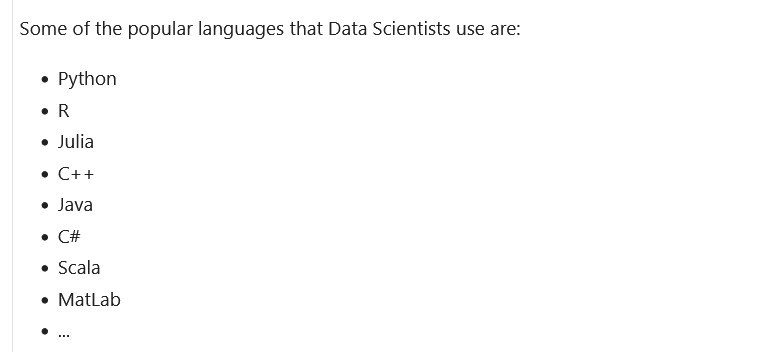 Some of the popular languages that Data Scientists use are:
• Python
• R
• Julia
• C++
• Java
• C#
• Scala
• MatLab
• ...